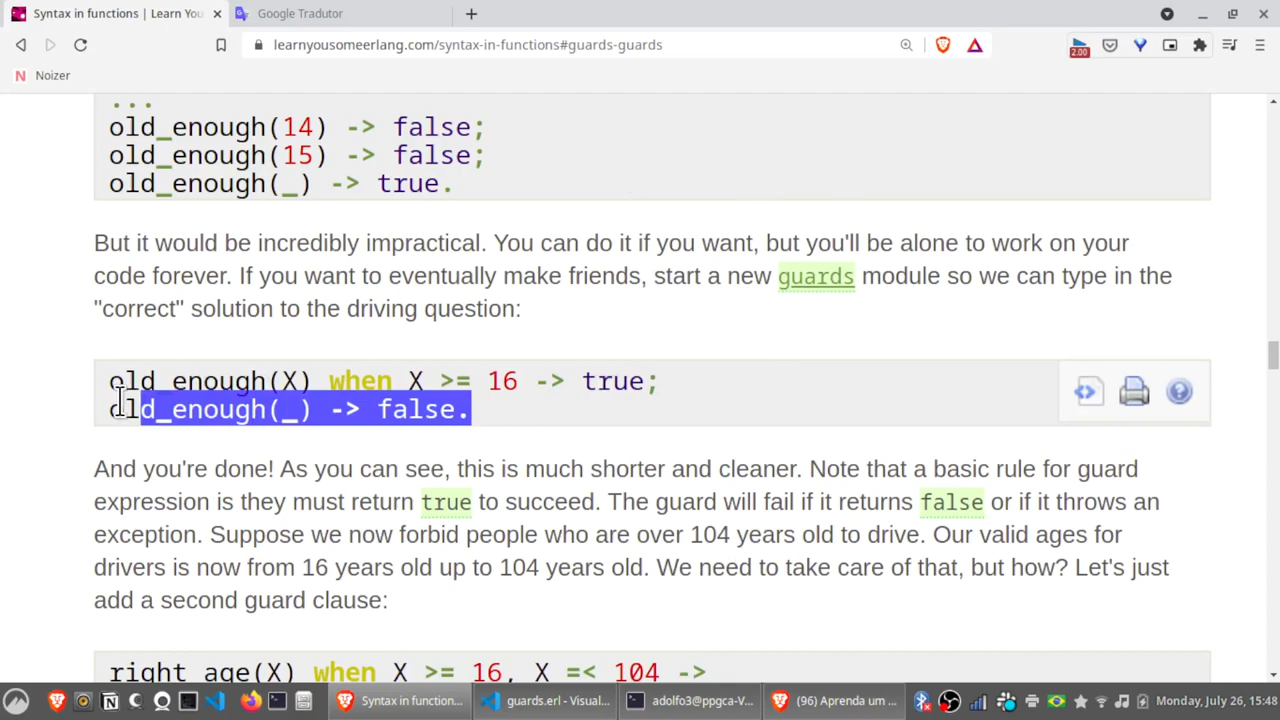 Syntax in functions | Learn You
Google Tradutor
learnyousomeerlang.com/syntax-in-functions#guards-guards
2.00
N Noizer
...
old_enough(14) -> false;
old_enough(15) -> false;
old_enough(_) -> true.
But it would be incredibly impractical. You can do it if you want, but you'll be alone to work on your
code forever. If you want to eventually make friends, start a new guards module so we can type in the
"correct" solution to the driving question:
old_enough(X) when X >= 16 -> true;
old_enough(_) -> false.
And you're done! As you can see, this is much shorter and cleaner. Note that a basic rule for guard
expression is they must return true to succeed. The guard will fail if it returns false or if it throws an
exception. Suppose we now forbid people who are over 104 years old to drive. Our valid ages for
drivers is now from 16 years old up to 104 years old. We need to take care of that, but how? Let's just
add a second guard clause:
right_age(X) when X >= 16, X =< 104 ->
Syntax in function...
guards.erl - Visual...
adolfo3@ppgca-V...
(96) Aprenda um ...
Monday, July 26, 15:48